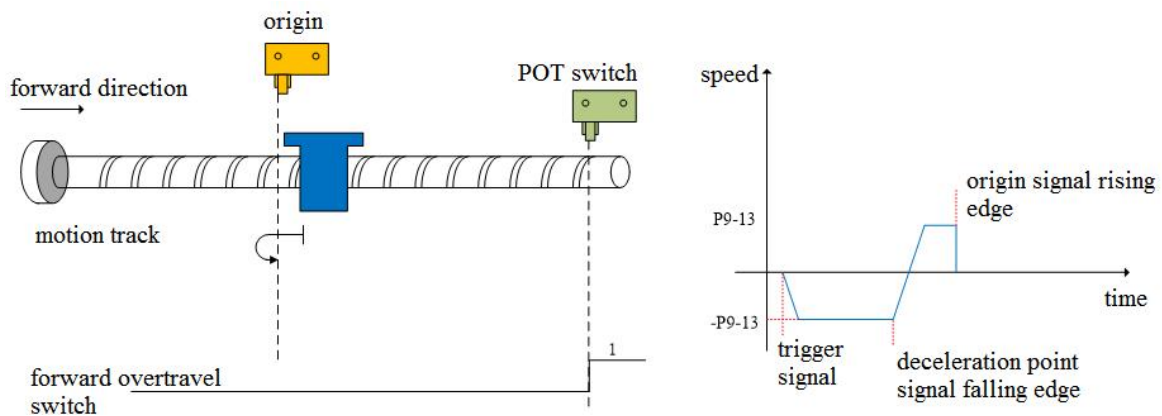 origin
POT switch
forward direction
motion track
1
forward overtravel
switch
speed
P9-13
-P9-13
origin signal rising
edge
time
trigger
signal
deceleration point
signal falling edge